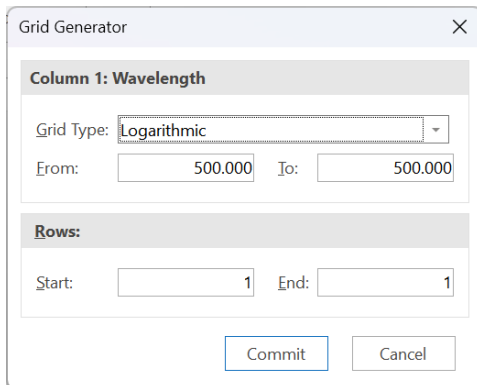 Grid Generator
Column 1: Wavelength
Grid Type: Logarithmic
From: 500.000 To: 500.000
Rows:
Start: 1 End: 1
Commit Cancel